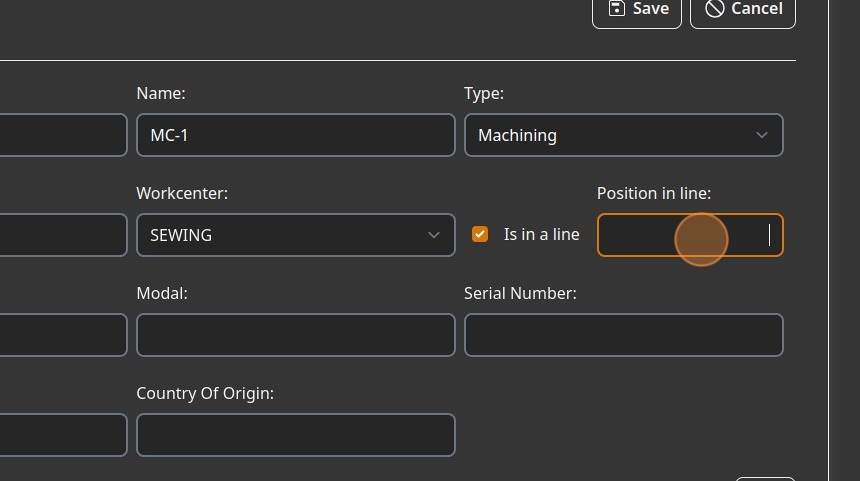 Save Cancel
Name: Type:
MC-1 Machining
Workcenter: Position in line:
SEWING Is in a line
Modal: Serial Number:
Country Of Origin: